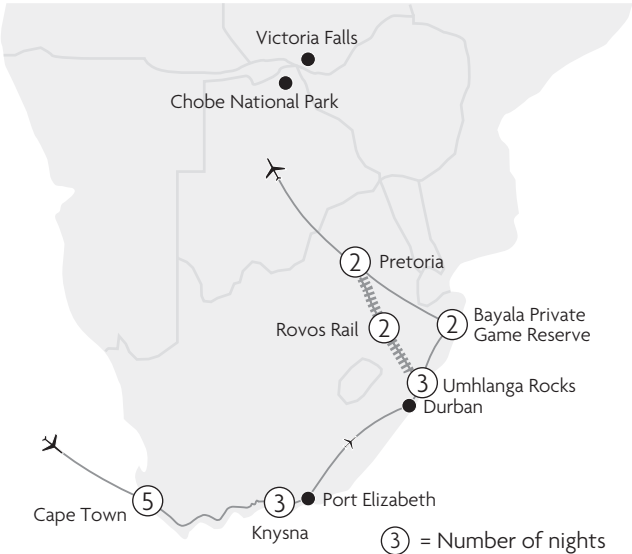 Victoria Falls
Chobe National Park
2 Pretoria
Rovos Rail 2
2 Bayala Private
Game Reserve
3 Umhlanga Rocks
Durban
Cape Town 5
3 Port Elizabeth
Knysna
3 = Number of nights